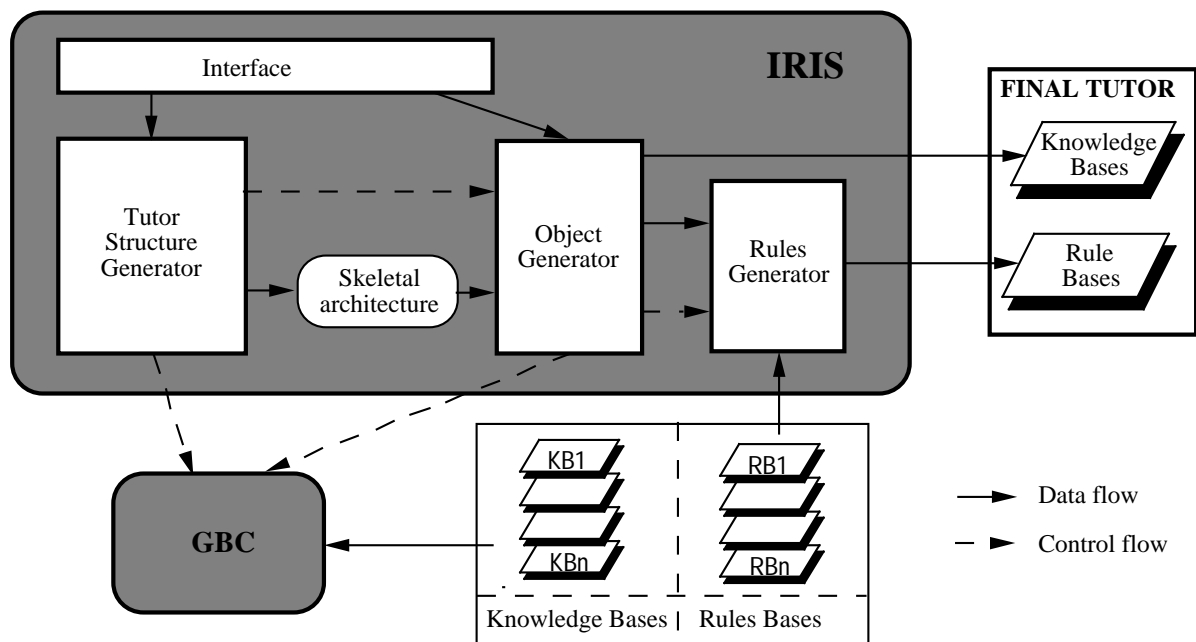 IRIS
Interface
FINAL TUTOR
Knowledge
Bases
Rule
Bases
Tutor
Structure
Generator
Skeletal
architecture
Object
Generator
Rules
Generator
GBC
KB1
KBn
RB1
RBn
Knowledge Bases
Rules Bases
Data flow
Control flow